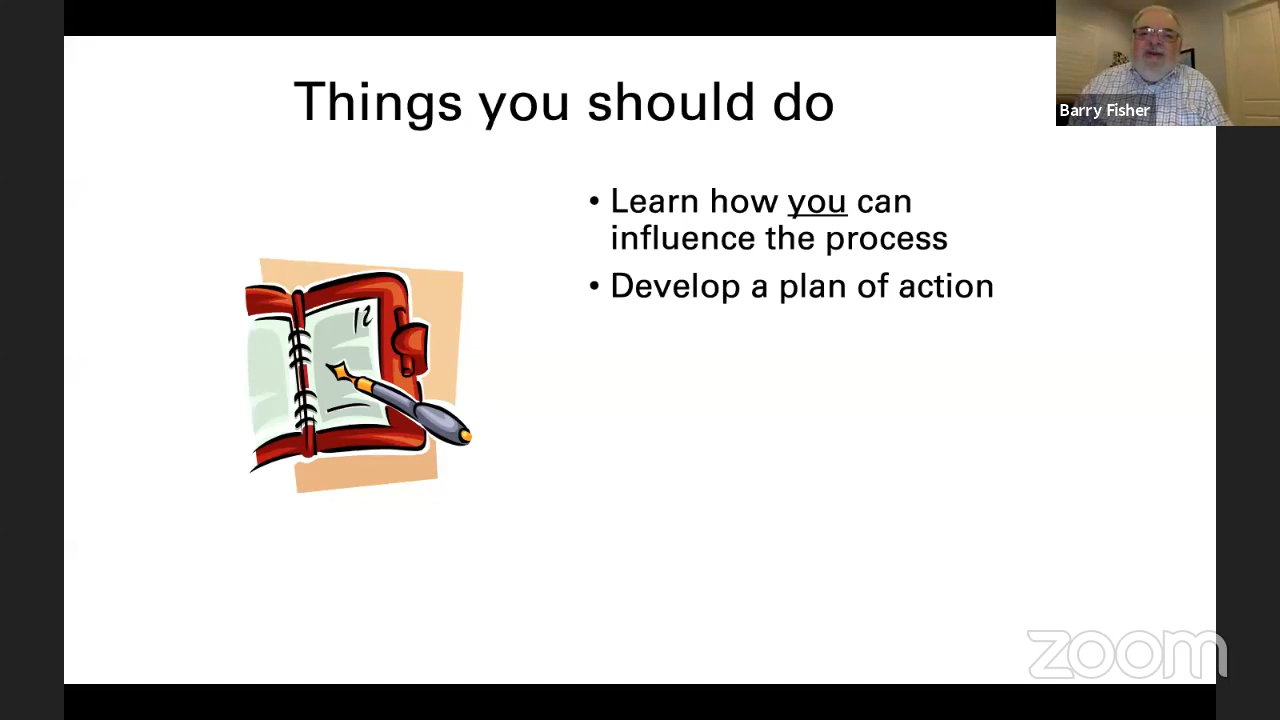 Things you should do
Barry Fisher
• Learn how you can
influence the process
• Develop a plan of action
12
zoom